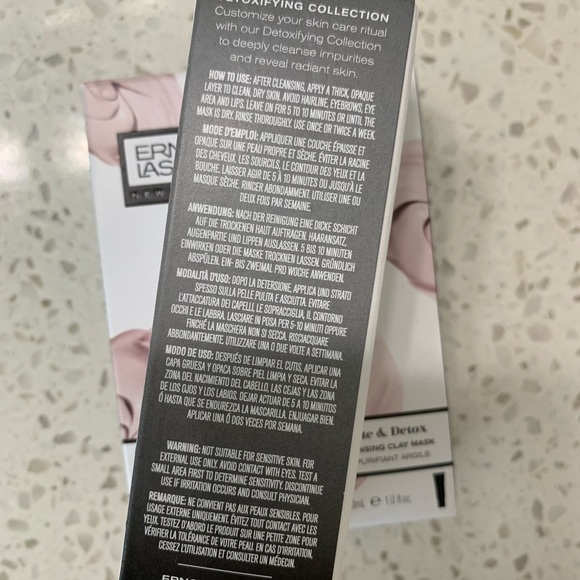 DETOXIFYING COLLECTION
Customize your skin care ritual
with our Detoxifying Collection
to deeply cleanse impurities
and reveal radiant skin.
HOW TO USE: AFTER CLEANSING, APPLY A THICK, OPAQUE
LAYER TO CLEAN, DRY SKIN. AVOID HAIRLINE, EYEBROWS, EYE
AREA AND LIPS. LEAVE ON FOR 5 TO 10 MINUTES OR UNTIL THE
MASK IS DRY. RINSE THOROUGHLY. USE ONCE OR TWICE A WEEK.
MODE D'EMPLOI: APPLIQUER UNE COUCHE ÉPAISSE ET
OPAQUE SUR UNE PEAU PROPRE ET SÈCHE. ÉVITER LA RACINE
DES CHEVEUX, LES SOURCILS, LE CONTOUR DES YEUX ET LA
BOUCHE. LAISSER AGIR DE 5 À 10 MINUTES OU JUSQU'À LE
MASQUE SÈCHE. RINCER ABONDAMMENT. UTILISER UNE OU
DEUX FOIS PAR SEMAINE.
ANWENDUNG: NACH DER REINIGUNG EINE DICKE SCHICHT
AUF DIE TROCKENEN HAUT AUFTRAGEN. HAARANSATZ,
AUGENPARTIE UND LIPPEN AUSLASSEN. 5 BIS 10 MINUTEN
EINWIRKEN ODER DIE MASKE TROCKNEN LASSEN. GRÜNDLICH
ABSPÜLEN. EIN- BIS ZWEIMAL PRO WOCHE ANWENDEN.
MODALITÀ D'USO: DOPO LA DETERSIONE, APPLICA UNO STRATO
SPESSO SULLA PELLE PULITA E ASCIUTTA. EVITARE
L'ATTACCATURA DEI CAPELLI, LE SOPRACCIGLIA, IL CONTORNO
OCCHI E LE LABBRA. LASCIARE IN POSA PER 5-10 MINUTI OPPURE
FINCHÉ LA MASCHERA NON SI SECCA. RISCIACQUARE
ABBONDANTEMENTE. UTILIZZARE UNA O DUE VOLTE A SETTIMANA.
MODO DE USO: DESPUÉS DE LIMPIAR EL CUTIS, APLICAR UNA
CAPA GRUESA Y OPACA SOBRE PIEL LIMPIA Y SECA. EVITAR LA
ZONA DEL NACIMIENTO DEL CABELLO, LAS CEJAS Y LAS ZONA
DE LOS OJOS Y LOS LABIOS. DEJAR ACTUAR DE 5 A 10 MINUTOS
Ó HASTA QUE SE ENDUREZCA LA MASCARILLA. ENJUAGAR BIEN.
APLICAR UNA Ó DOS VECES POR SEMANA.
WARNING: NOT SUITABLE FOR SENSITIVE SKIN. FOR
EXTERNAL USE ONLY. AVOID CONTACT WITH EYES. TEST A
SMALL AREA FIRST TO DETERMINE SENSITIVITY. DISCONTINUE
USE IF IRRITATION OCCURS AND CONSULT PHYSICIAN.
REMARQUE: NE CONVIENT PAS AUX PEAUX SENSIBLES. POUR
USAGE EXTERNE UNIQUEMENT. ÉVITEZ TOUT CONTACT AVEC LES
YEUX. TESTEZ D'ABORD LE PRODUIT SUR UNE PETITE ZONE POUR
VÉRIFIER LA TOLÉRANCE DE VOTRE PEAU. EN CAS D'IRRITATION,
CESSEZ L'UTILISATION ET CONSULTER UN MÉDECIN.
ERN
LAS
NEW
& Detox
CLAY MASK
PURIFIANT ARGILE
℮ 1.0 fl